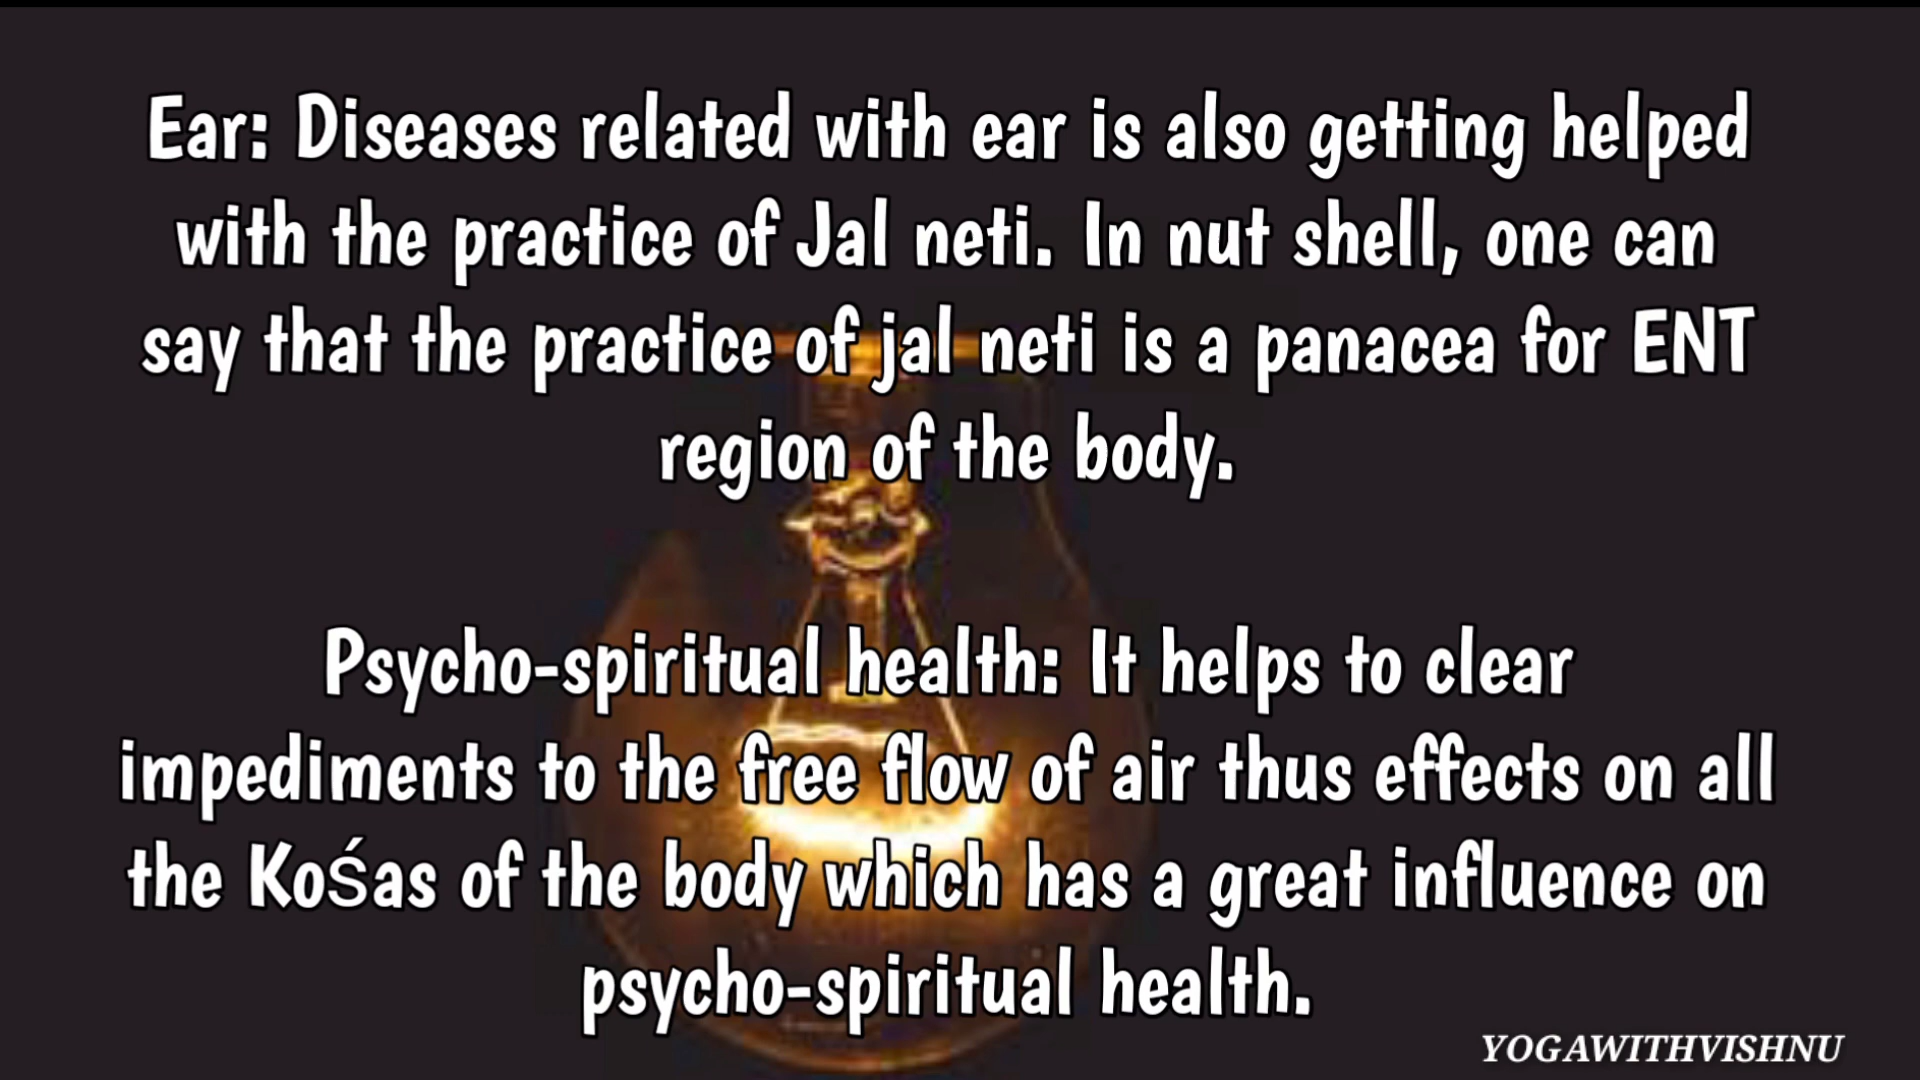 Ear: Diseases related with ear is also getting helped
with the practice of Jal neti. In nut shell, one can
say that the practice of jal neti is a panacea for ENT
region of the body.
Psycho-spiritual health: It helps to clear
impediments to the free flow of air thus effects on all
the KoŚas of the body which has a great influence on
psycho-spiritual health.
YOGAWITHVISHNU